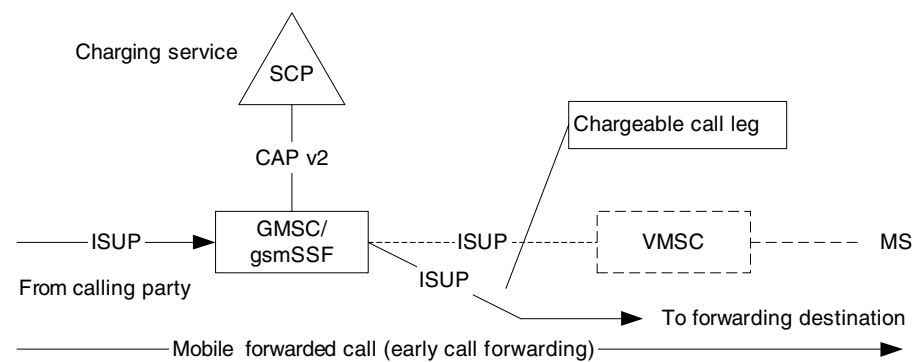 Charging service
SCP
Chargeable call leg
CAP v2
ISUP
GMSC/
gsmSSF
ISUP
VMSC
MS
ISUP
From calling party
To forwarding destination
Mobile forwarded call (early call forwarding)